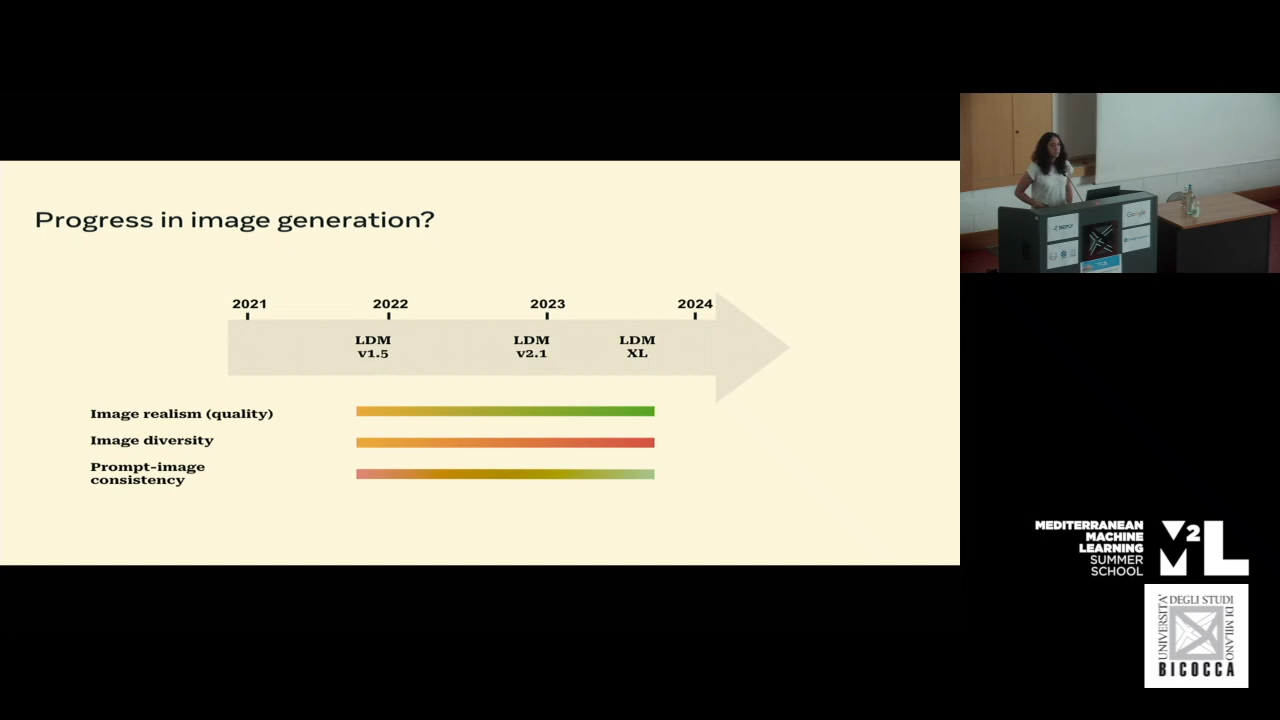 Progress in image generation?
2021
2022
2023
2024
LDM
v1.5
LDM
v2.1
LDM
XL
Image realism (quality)
Image diversity
Prompt-image
consistency
Google
MEDITERRANEAN
MACHINE
LEARNING
SUMMER
SCHOOL
M2L
UNIVERSITÀ
DEGLI STUDI
DI MILANO
BICOCCA